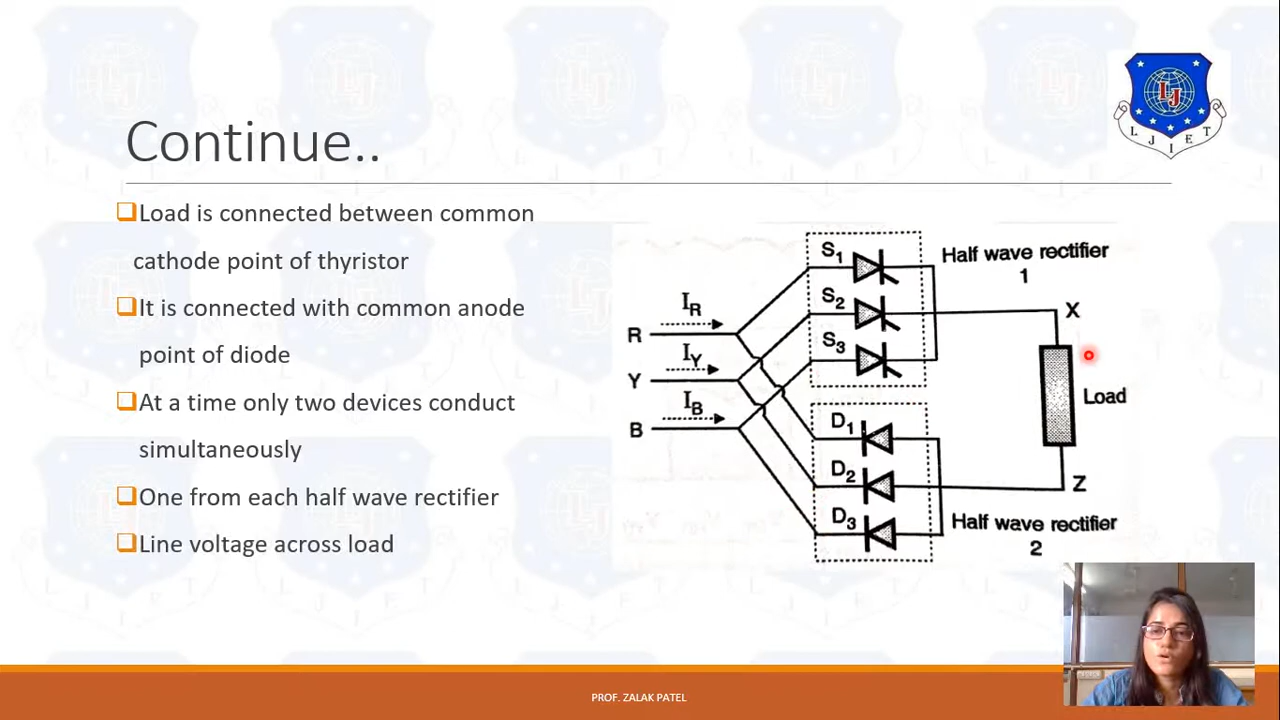 L J I E T
LJ
Continue..
Load is connected between common
cathode point of thyristor
It is connected with common anode
point of diode
At a time only two devices conduct
simultaneously
One from each half wave rectifier
Line voltage across load
S1
S2
S3
Half wave rectifier
1
IR
R
IY
Y
IB
B
X
Load
D1
D2
D3
Z
Half wave rectifier
2
PROF. ZALAK PATEL